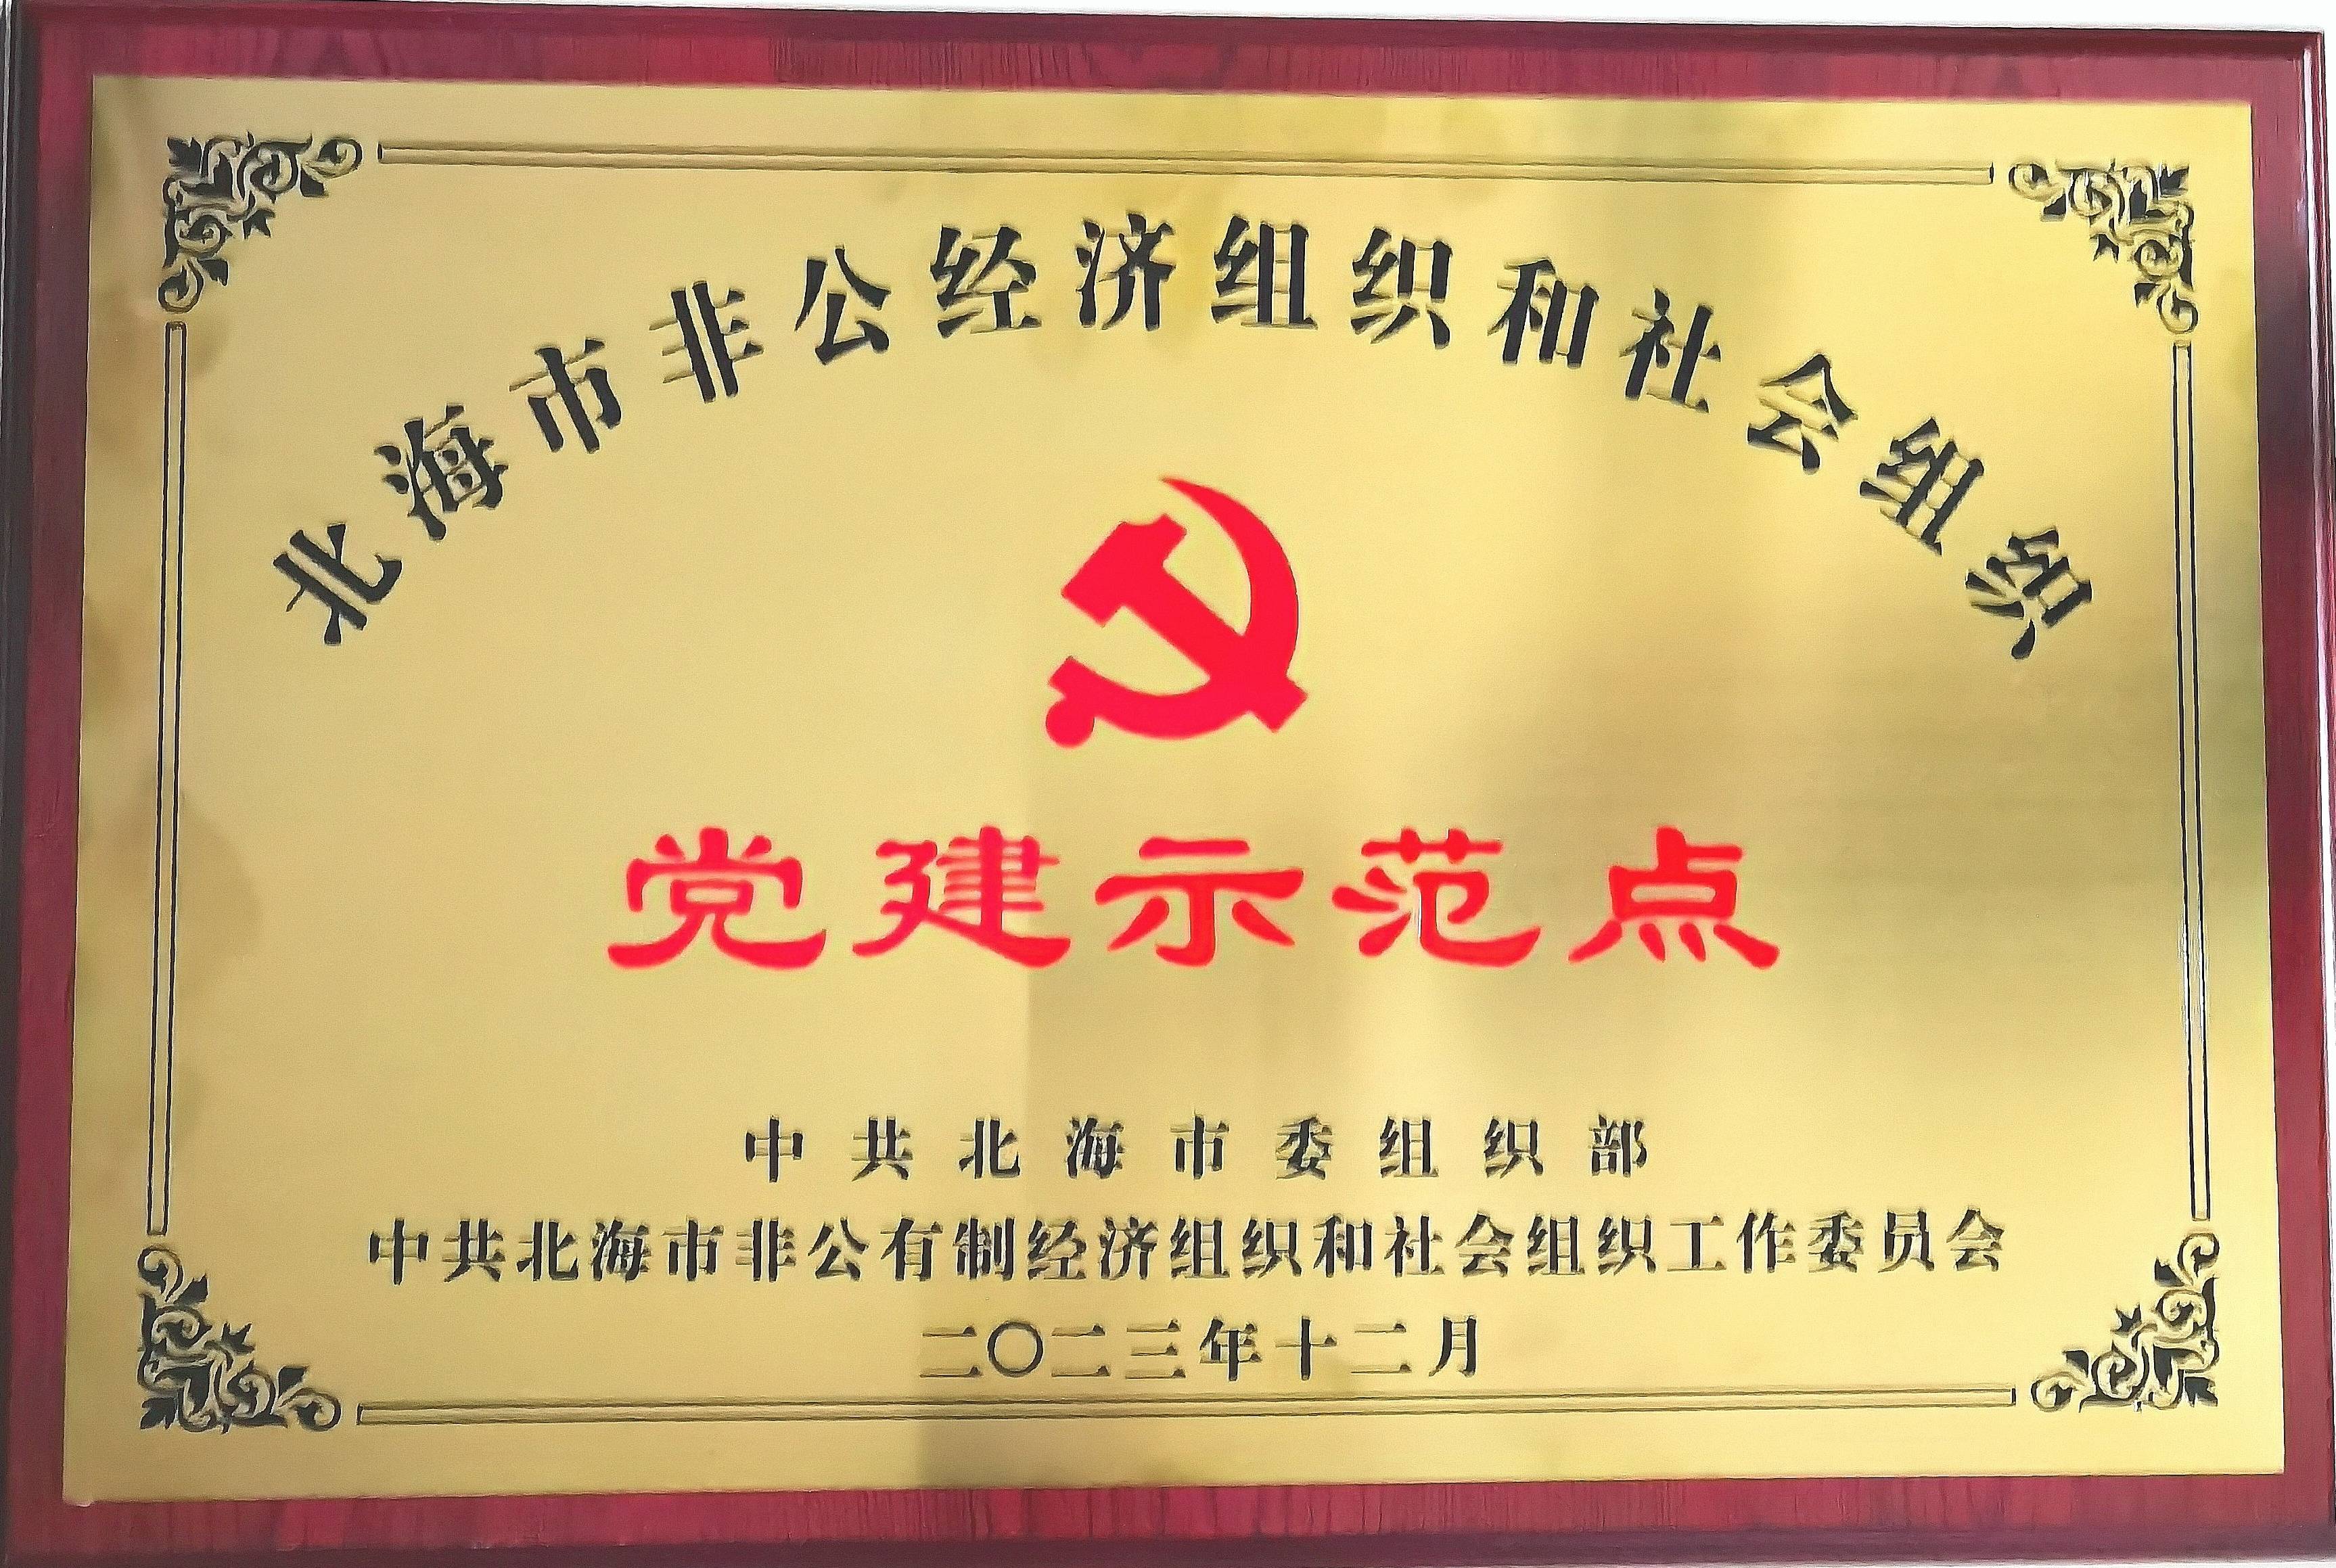 北海市非公经济组织和社会组织
党建示范点
中共北海市委组织部
中共北海市非公有制经济组织和社会组织工作委员会
二〇二三年十二月